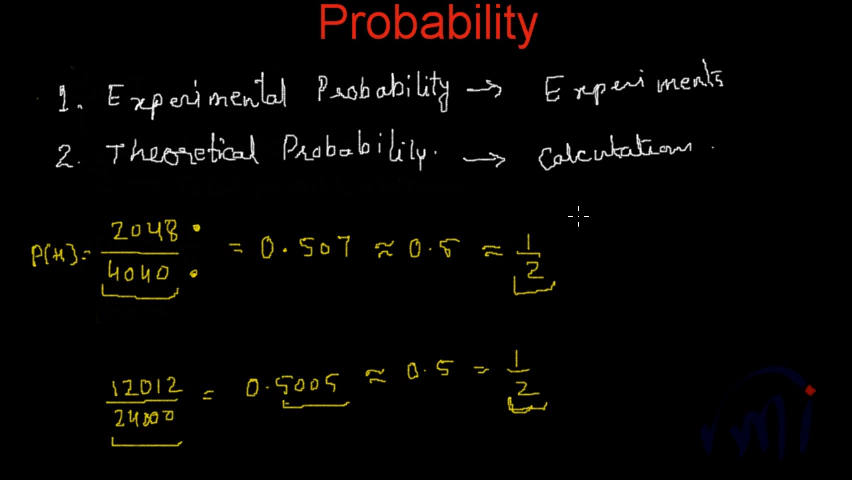 Probability
1. Experimental Probability → Experiments
2. Theoretical Probability. → Calculations.
P(H) = 2048/4040 = 0.507 ≈ 0.5 ≈ 1/2
12012/24000 = 0.5005 ≈ 0.5 = 1/2